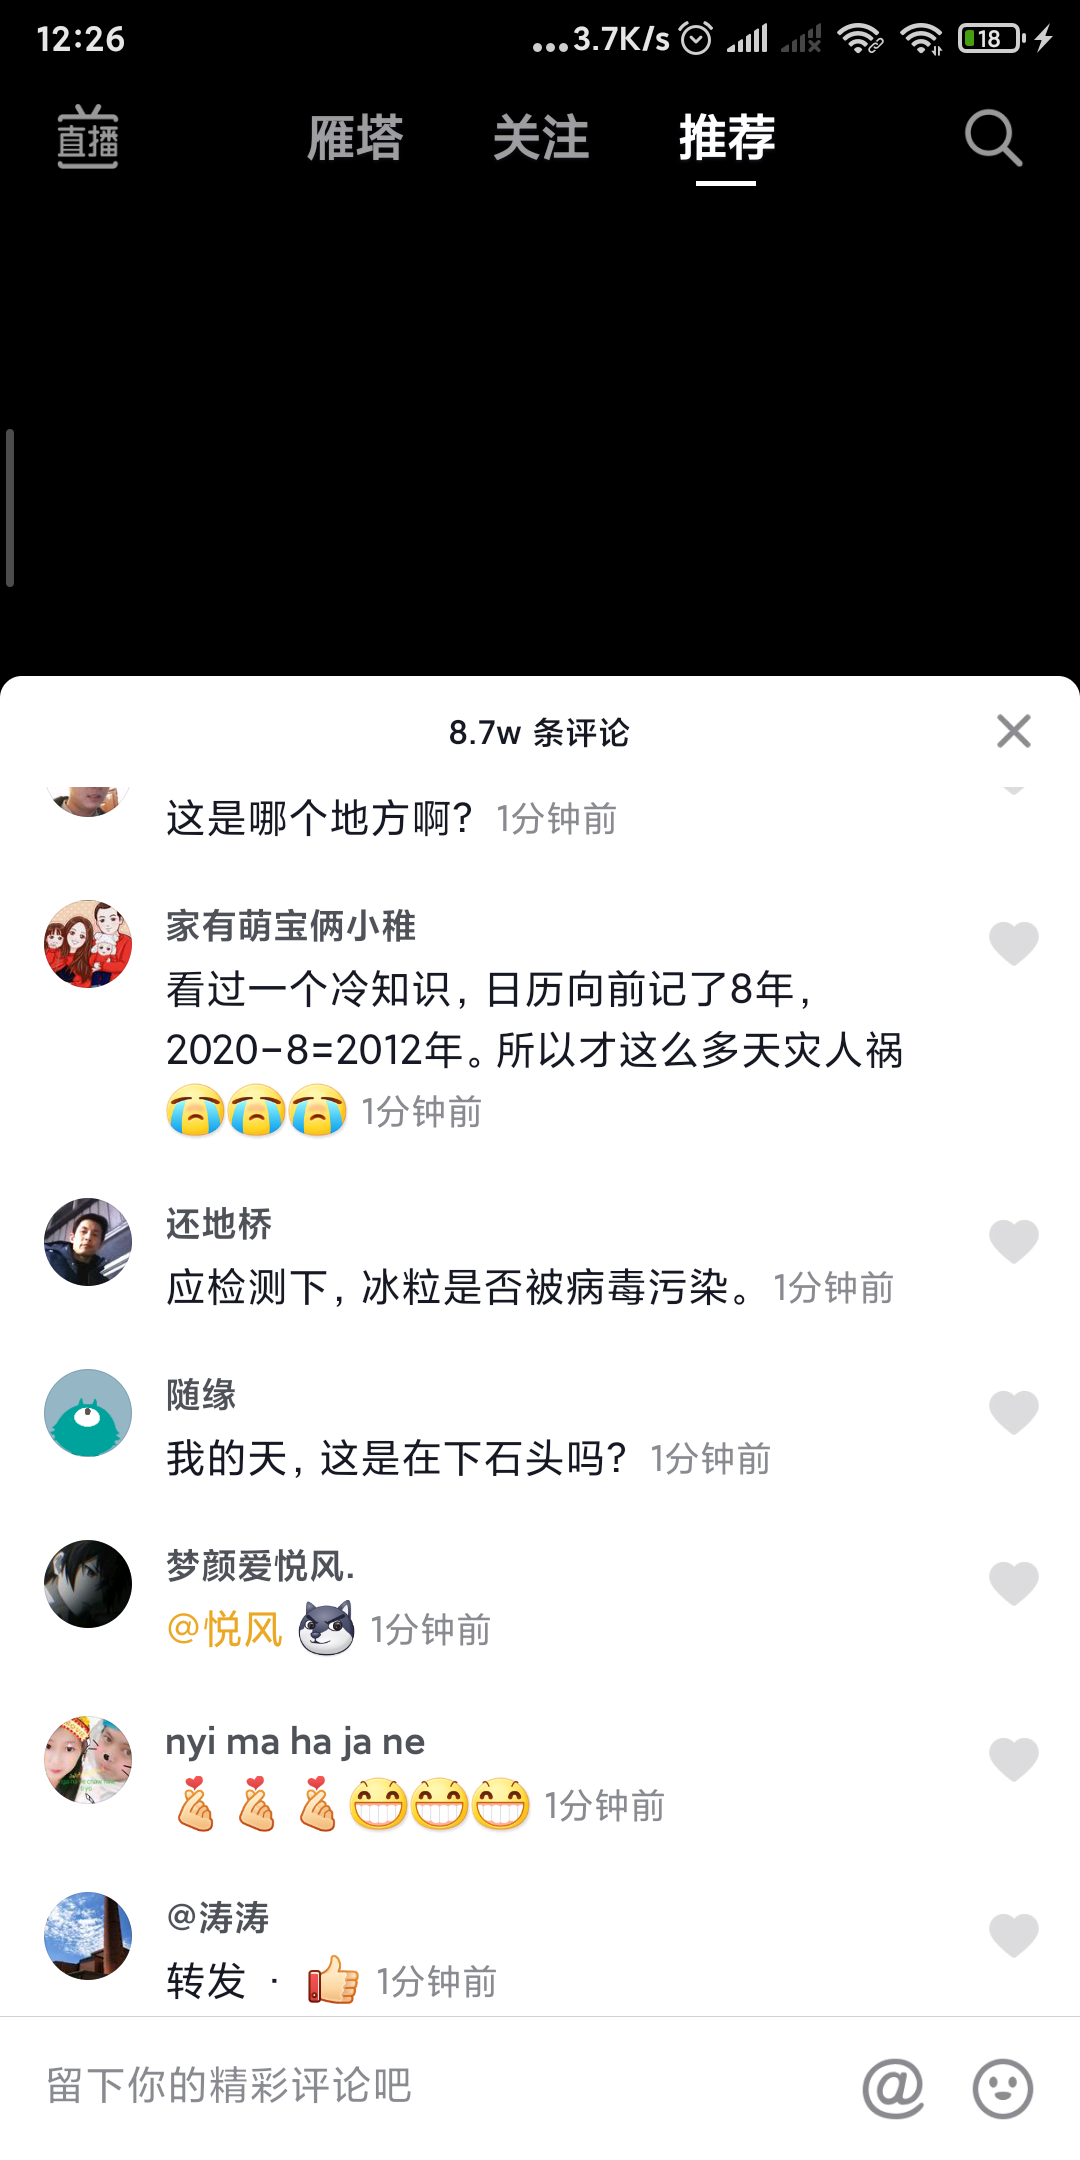 12:26
...3.7K/s
18
直播
雁塔
关注
推荐
8.7w 条评论
这是哪个地方啊? 1分钟前
家有萌宝俩小稚
看过一个冷知识, 日历向前记了8年,
2020-8=2012年。所以才这么多天灾人祸
😭😭😭 1分钟前
还地桥
应检测下, 冰粒是否被病毒污染。 1分钟前
随缘
我的天, 这是在下石头吗? 1分钟前
梦颜爱悦风.
@悦风 1分钟前
nyi ma ha ja ne
1分钟前
@涛涛
转发 · 👍 1分钟前
留下你的精彩评论吧